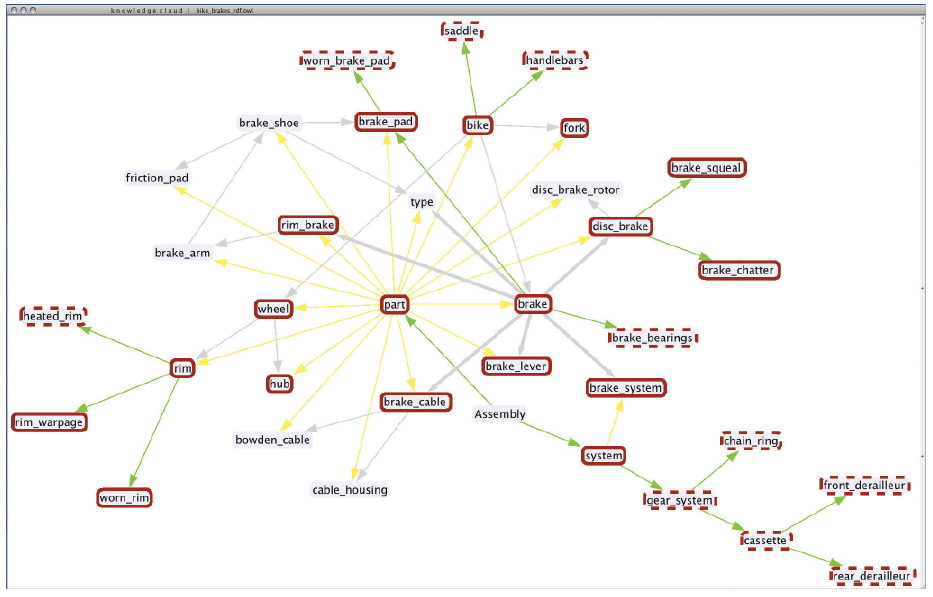 knowledge cloud | bike_brakes_rdf.owl
saddle
worn_brake_pad
handlebars
brake_shoe
brake_pad
bike
fork
brake_squeal
friction_pad
disc_brake_rotor
type
rim_brake
disc_brake
brake_arm
brake_chatter
heated_rim
wheel
part
brake
brake_bearings
rim
brake_lever
hub
brake_system
brake_cable
Assembly
rim_warpage
bowden_cable
chain_ring
system
cable_housing
front_derailleur
worn_rim
gear_system
cassette
rear_derailleur